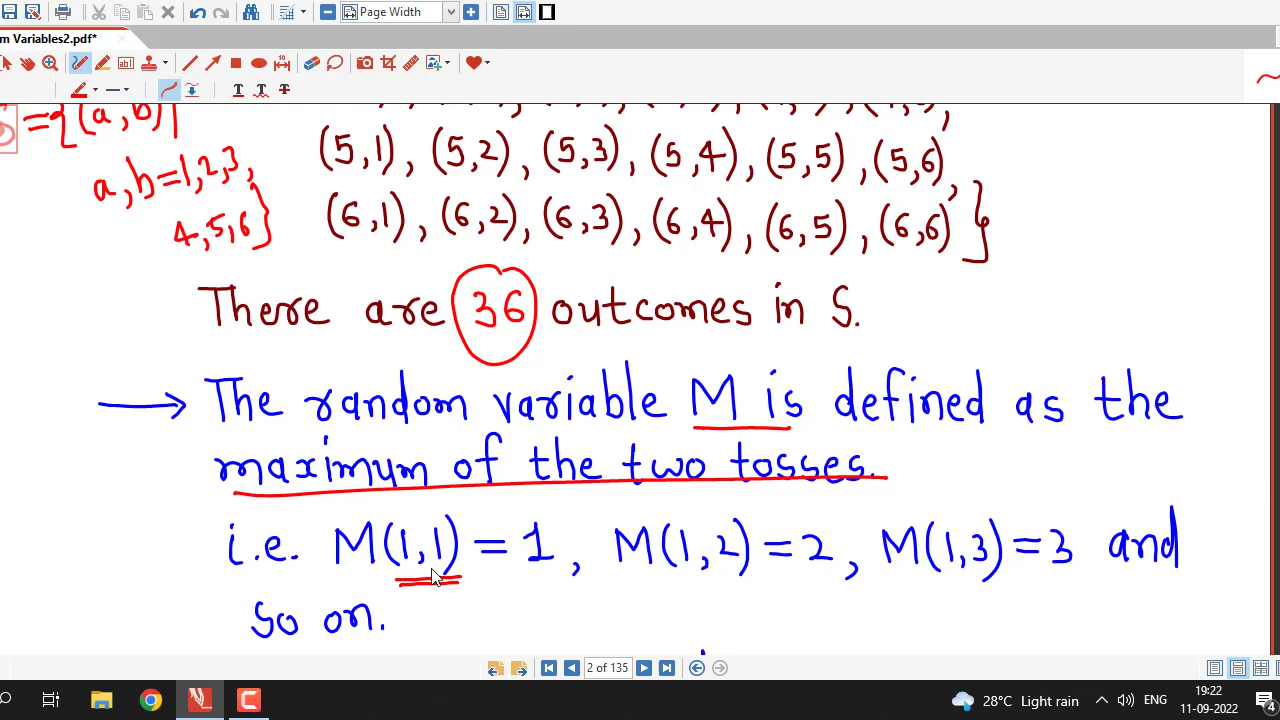 Page Width
m Variables2.pdf*
={(a,b)|
a,b=1,2,3,
4,5,6}
(5,1), (5,2), (5,3), (5,4), (5,5), (5,6),
(6,1), (6,2), (6,3), (6,4), (6,5), (6,6)}
There are 36 outcomes in S.
→ The random variable M is defined as the
maximum of the two tosses.
i.e. M(1,1) = 1, M(1,2) = 2, M(1,3) = 3 and
so on.
2 of 135
28°C Light rain
ENG
19:22
11-09-2022
4